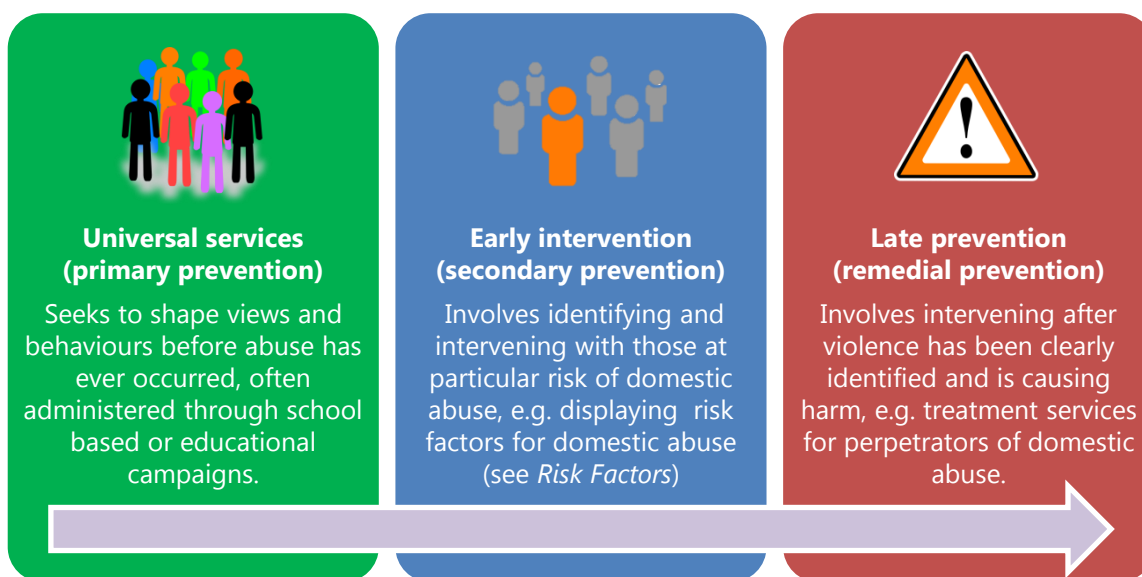 Universal services
(primary prevention)
Seeks to shape views and
behaviours before abuse has
ever occurred, often
administered through school
based or educational
campaigns.
Early intervention
(secondary prevention)
Involves identifying and
intervening with those at
particular risk of domestic
abuse, e.g. displaying  risk
factors for domestic abuse
(see Risk Factors)
Late prevention
(remedial prevention)
Involves intervening after
violence has been clearly
identified and is causing
harm, e.g. treatment services
for perpetrators of domestic
abuse.